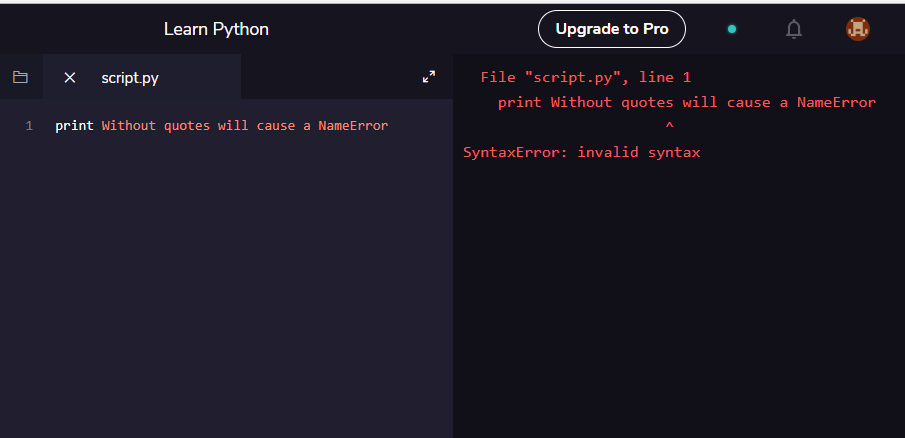 Learn Python
Upgrade to Pro
script.py
1 print Without quotes will cause a NameError
File "script.py", line 1
print Without quotes will cause a NameError
^
SyntaxError: invalid syntax